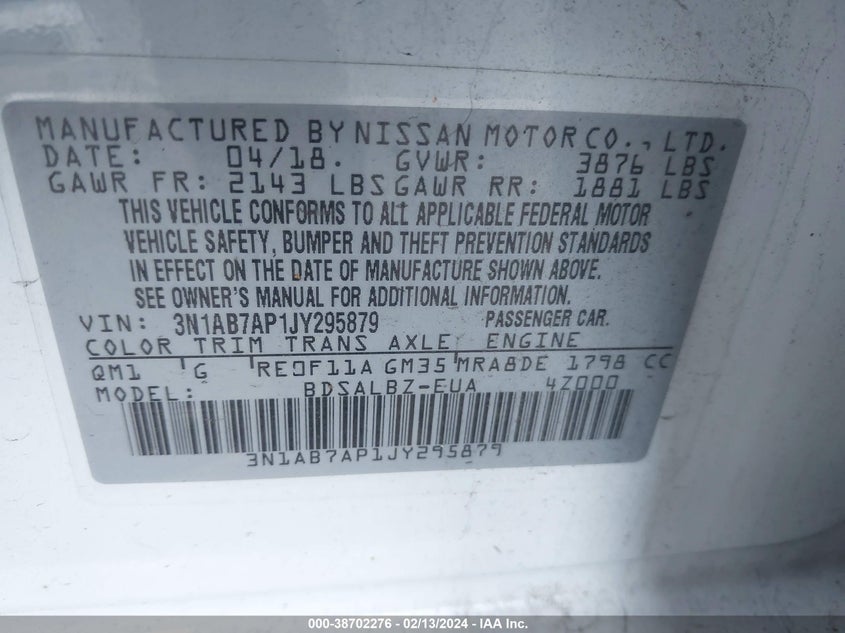 MANUFACTURED BY NISSAN MOTOR CO., LTD.
DATE: 04/18. GVWR: 3876 LBS
GAWR FR: 2143 LBS GAWR RR: 1881 LBS
THIS VEHICLE CONFORMS TO ALL APPLICABLE FEDERAL MOTOR
VEHICLE SAFETY, BUMPER AND THEFT PREVENTION STANDARDS
IN EFFECT ON THE DATE OF MANUFACTURE SHOWN ABOVE.
SEE OWNER'S MANUAL FOR ADDITIONAL INFORMATION.
VIN: 3N1AB7AP1JY295879 PASSENGER CAR.
COLOR TRIM TRANS AXLE ENGINE
QM1 G RE0F11A GM35 MRA8DE 1798 CC
MODEL: BDSALBZ-EUA 4Z000
3N1AB7AP1JY295879
000-38702276 - 02/13/2024 - IAA Inc.